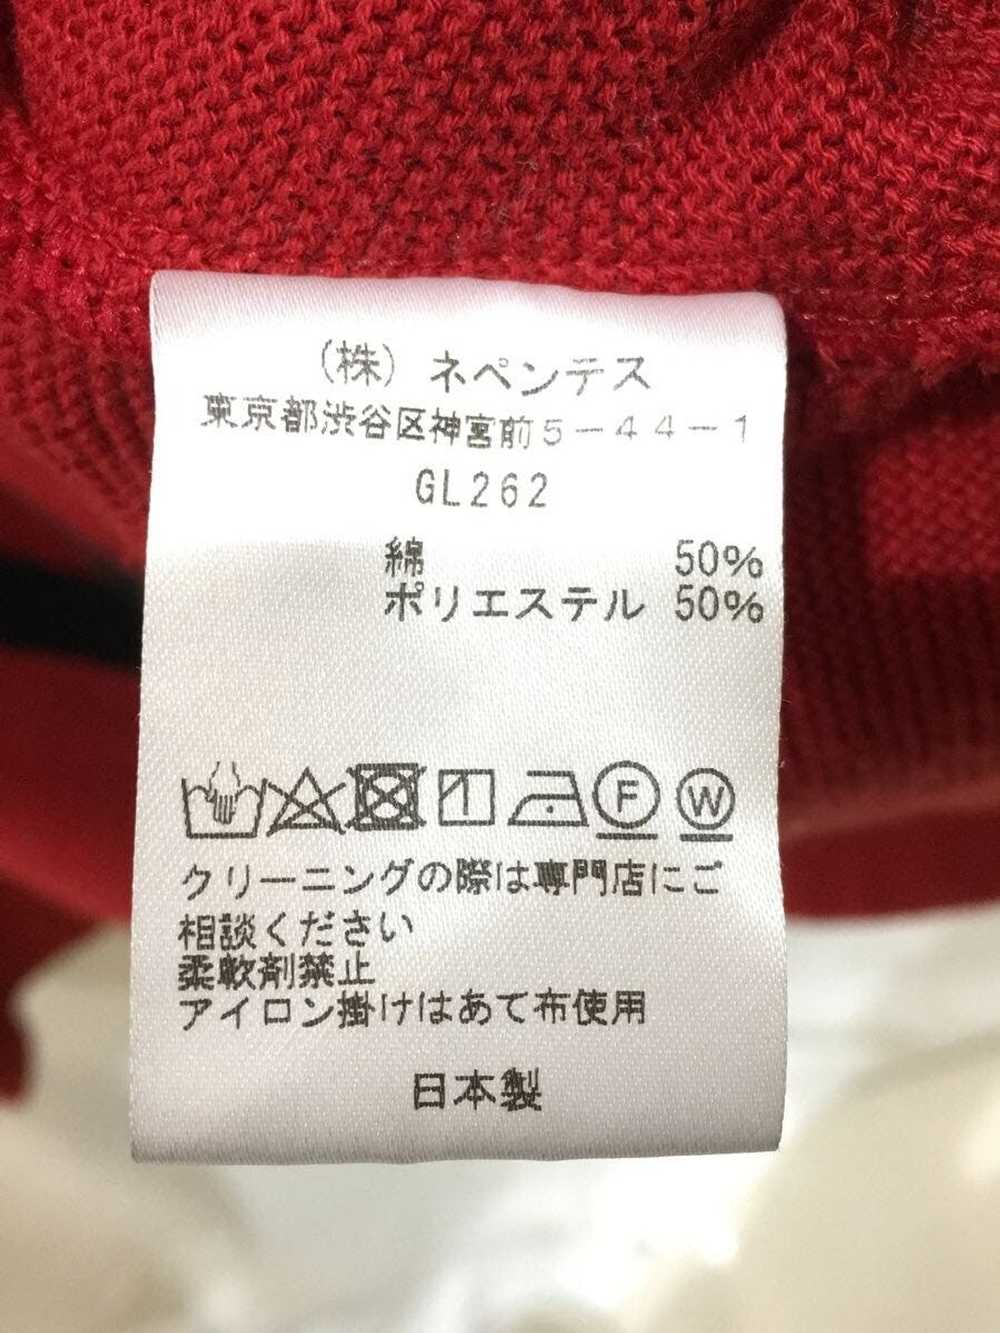 (株) ネペンテス
東京都渋谷区神宮前5-44-1
GL262
綿 50%
ポリエステル 50%
F W
クリーニングの際は専門店にご
相談ください
柔軟剤禁止
アイロン掛けはあて布使用
日本製